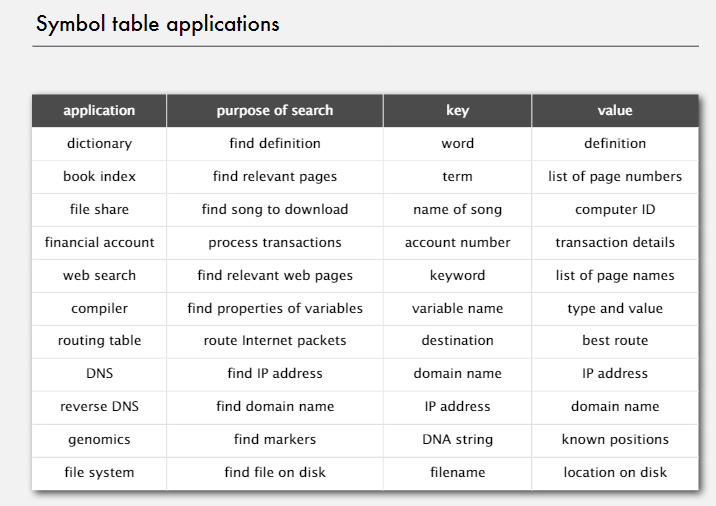 Symbol table applications
application purpose of search key value
dictionary find definition word definition
book index find relevant pages term list of page numbers
file share find song to download name of song computer ID
financial account process transactions account number transaction details
web search find relevant web pages keyword list of page names
compiler find properties of variables variable name type and value
routing table route Internet packets destination best route
DNS find IP address domain name IP address
reverse DNS find domain name IP address domain name
genomics find markers DNA string known positions
file system find file on disk filename location on disk